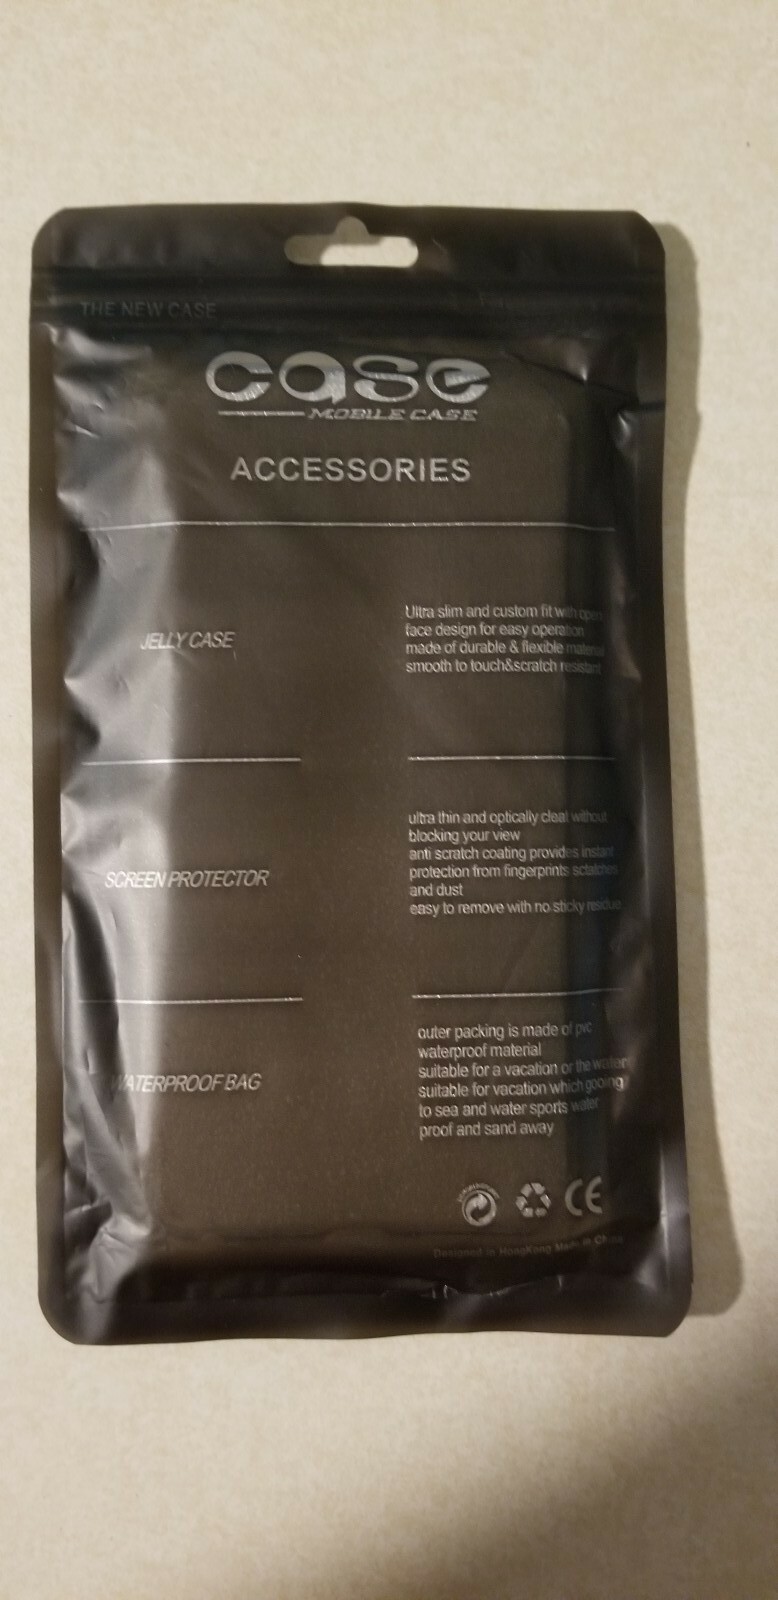 THE NEW CASE
case
MOBILE CASE
ACCESSORIES
JELLY CASE
Ultra slim and custom fit with open
face design for easy operation
made of durable & flexible material
smooth to touch&scratch resistant
SCREEN PROTECTOR
ultra thin and optically cleal without
blocking your view
anti scratch coating provides instant
protection from fingerprints sctatches
and dust
easy to remove with no sticky residue
WATERPROOF BAG
outer packing is made of pvc
waterproof material
suitable for a vacation or the water
suitable for vacation which gooing
to sea and water sports water
proof and sand away
CE
Designed in HongKong Made in China